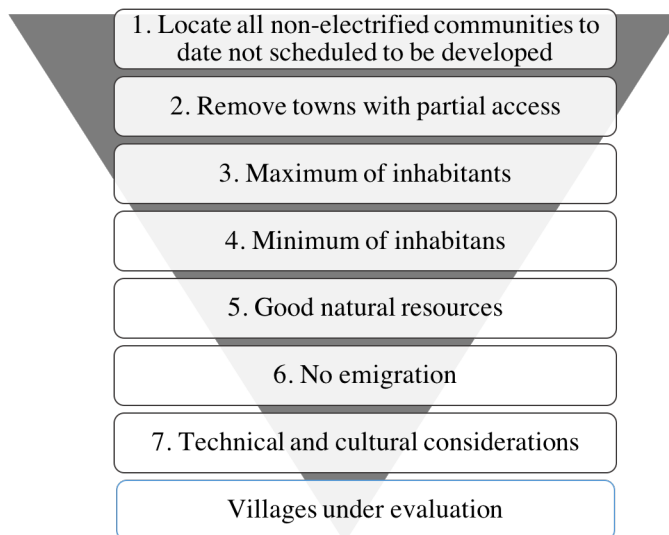 1. Locate all non-electrified communities to
date not scheduled to be developed
2. Remove towns with partial access
3. Maximum of inhabitants
4. Minimum of inhabitans
5. Good natural resources
6. No emigration
7. Technical and cultural considerations
Villages under evaluation